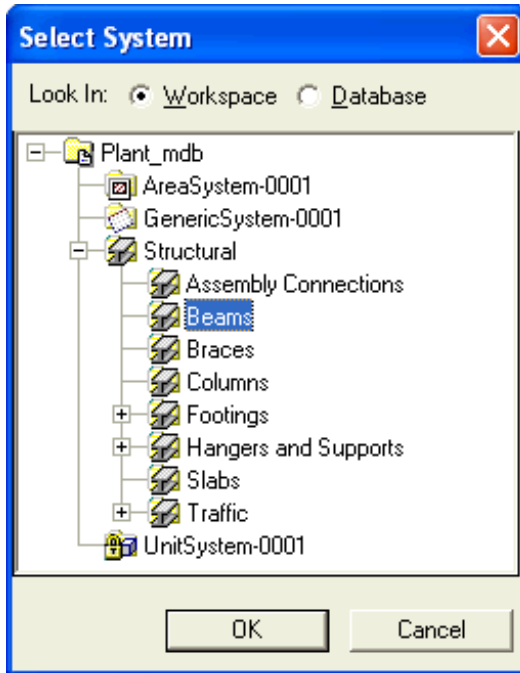 Select System
Look In: Workspace Database
Plant_mdb
AreaSystem-0001
GenericSystem-0001
Structural
Assembly Connections
Beams
Braces
Columns
Footings
Hangers and Supports
Slabs
Traffic
UnitSystem-0001
OK Cancel